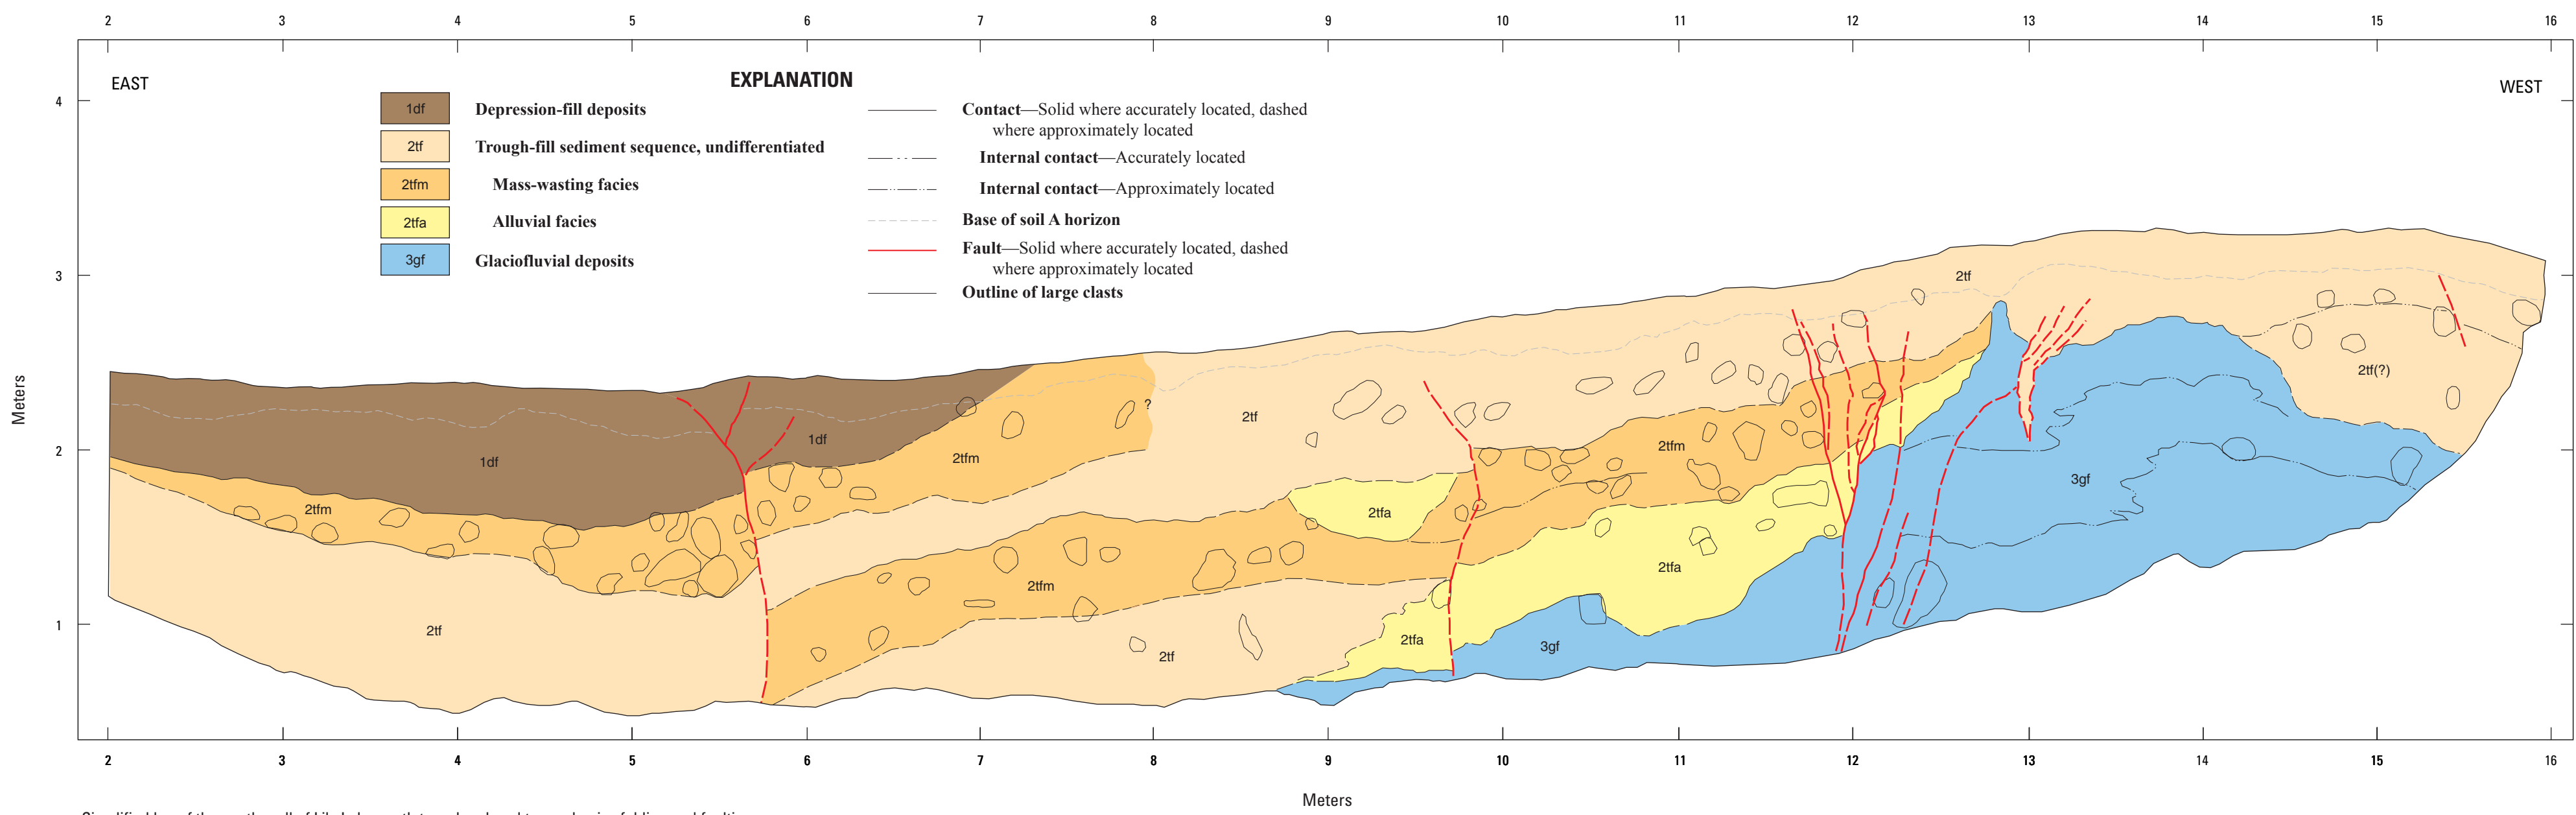 2 3 4 5 6 7 8 9 10 11 12 13 14 15 16
EAST
WEST
EXPLANATION
1df Depression-fill deposits
2tf Trough-fill sediment sequence, undifferentiated
2tfm Mass-wasting facies
2tfa Alluvial facies
3gf Glaciofluvial deposits
Contact—Solid where accurately located, dashed
where approximately located
Internal contact—Accurately located
Internal contact—Approximately located
Base of soil A horizon
Fault—Solid where accurately located, dashed
where approximately located
Outline of large clasts
4
3
2
1
Meters
2tf
2tf(?)
?
2tf
1df
1df
2tfm
2tfm
2tfm
3gf
2tfm
2tfa
2tfa
2tfm
2tf
2tfa
3gf
2tf
2 3 4 5 6 7 8 9 10 11 12 13 14 15 16
Meters